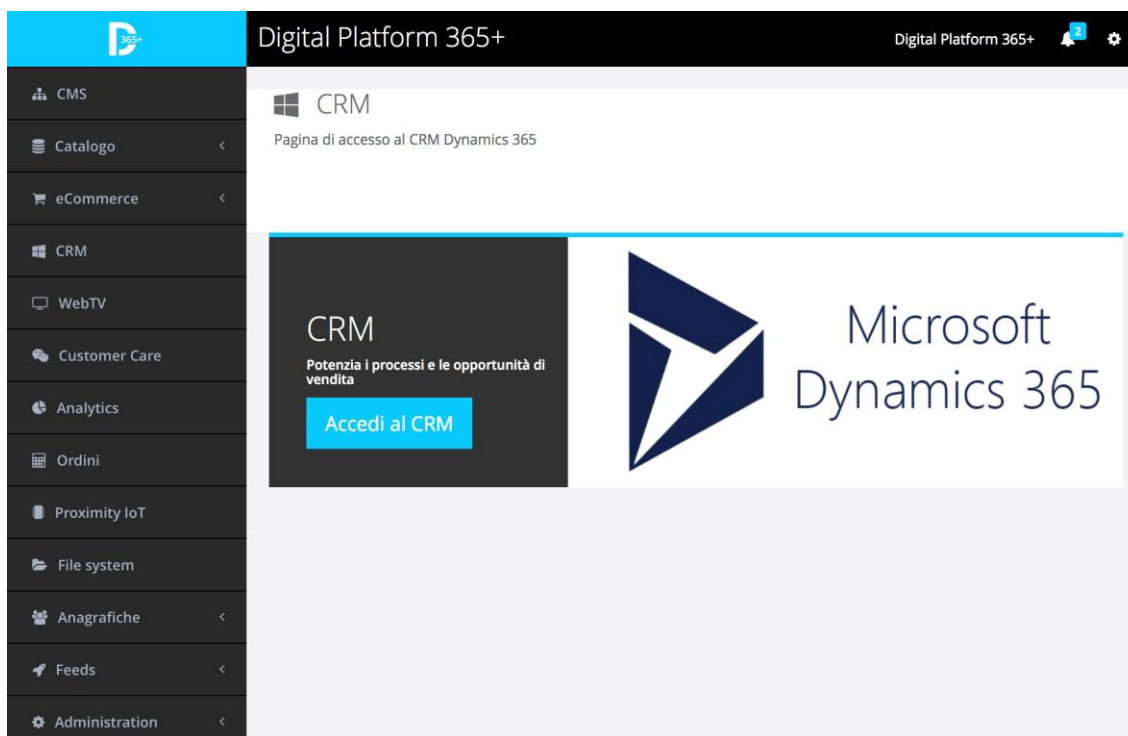 365+
Digital Platform 365+
Digital Platform 365+
2
CMS
Catalogo
eCommerce
CRM
WebTV
Customer Care
Analytics
Ordini
Proximity IoT
File system
Anagrafiche
Feeds
Administration
CRM
Pagina di accesso al CRM Dynamics 365
CRM
Potenzia i processi e le opportunità di
vendita
Accedi al CRM
Microsoft
Dynamics 365